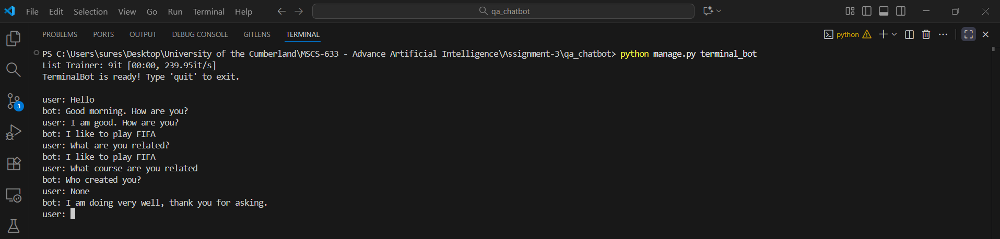 File Edit Selection View Go Run Terminal Help qa_chatbot
PROBLEMS PORTS OUTPUT DEBUG CONSOLE GITLENS TERMINAL python
PS C:\Users\sures\Desktop\University of the Cumberland\MSCS-633 - Advance Artificial Intelligence\Assignment-3\qa_chatbot> python manage.py terminal_bot
List Trainer: 9it [00:00, 239.95it/s]
TerminalBot is ready! Type 'quit' to exit.
user: Hello
3
bot: Good morning. How are you?
user: I am good. How are you?
bot: I like to play FIFA
user: What are you related?
bot: I like to play FIFA
user: What course are you related
bot: Who created you?
user: None
bot: I am doing very well, thank you for asking.
user: